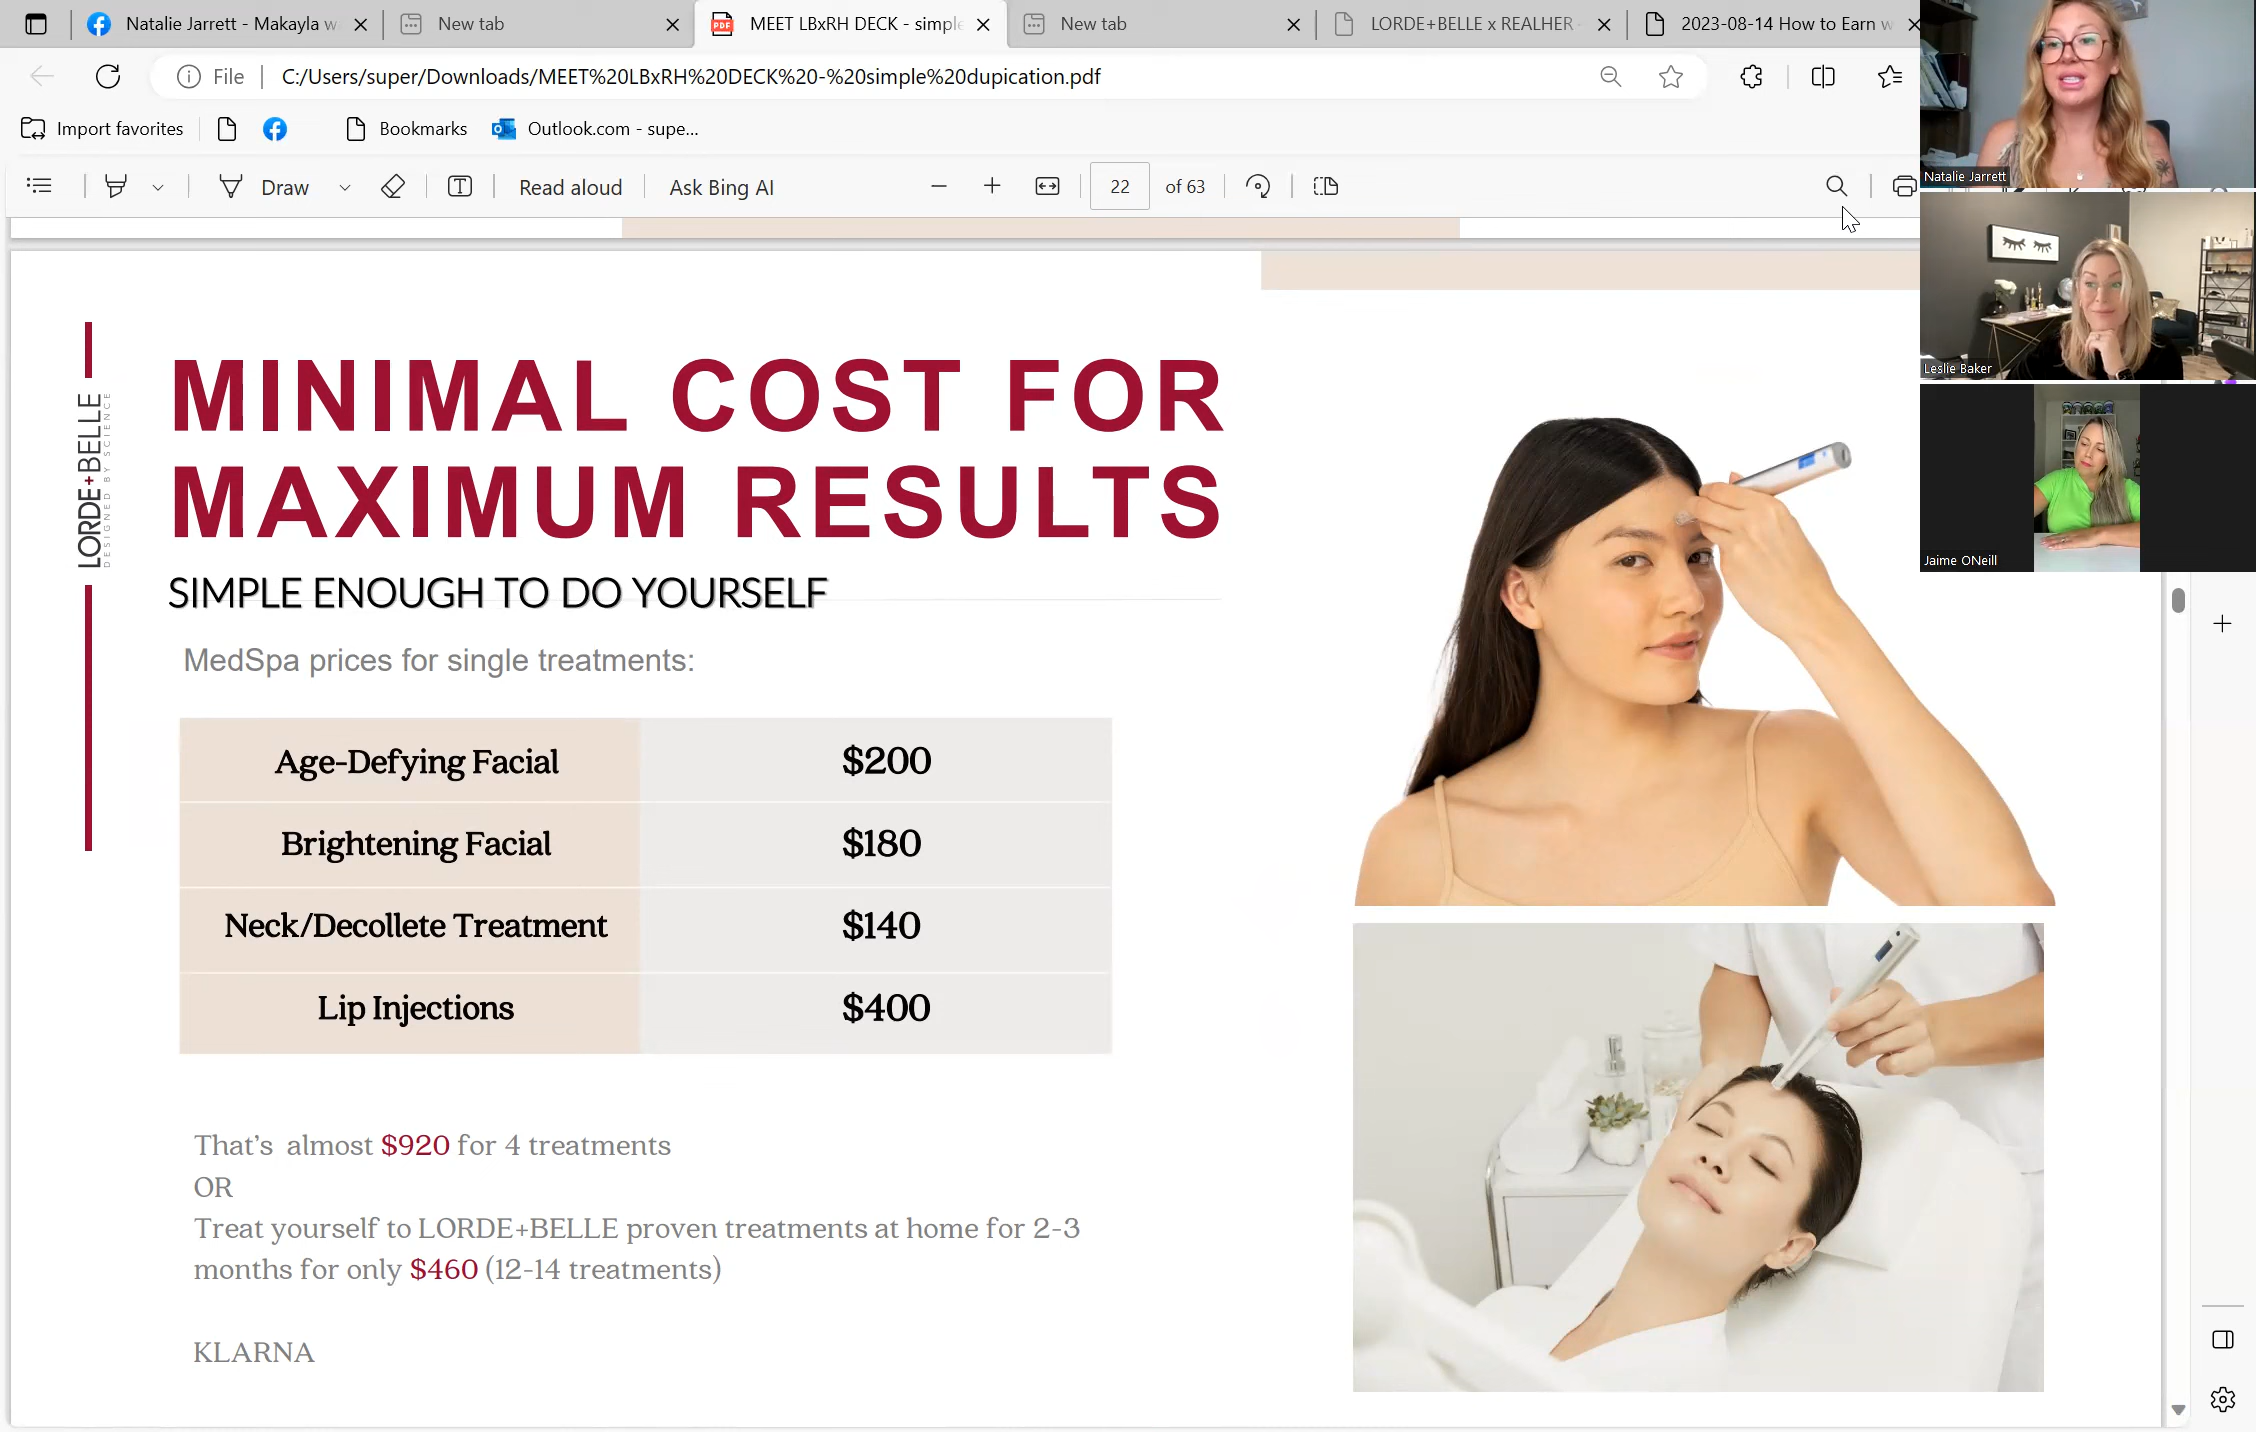 Natalie Jarrett - Makayla w
New tab
MEET LBxRH DECK - simple
New tab
LORDE+BELLE x REALHER -
2023-08-14 How to Earn w
File
C:/Users/super/Downloads/MEET%20LBxRH%20DECK%20-%20simple%20dupication.pdf
Import favorites
Bookmarks
Outlook.com - supe...
Draw
Read aloud
Ask Bing AI
22
of 63
Natalie Jarrett
Leslie Baker
Jaime ONeill
LORDE+BELLE
DESIGNED BY SCIENCE
MINIMAL COST FOR
MAXIMUM RESULTS
SIMPLE ENOUGH TO DO YOURSELF
MedSpa prices for single treatments:
Age-Defying Facial $200
Brightening Facial $180
Neck/Decollete Treatment $140
Lip Injections $400
That's almost $920 for 4 treatments
OR
Treat yourself to LORDE+BELLE proven treatments at home for 2-3
months for only $460 (12-14 treatments)
KLARNA